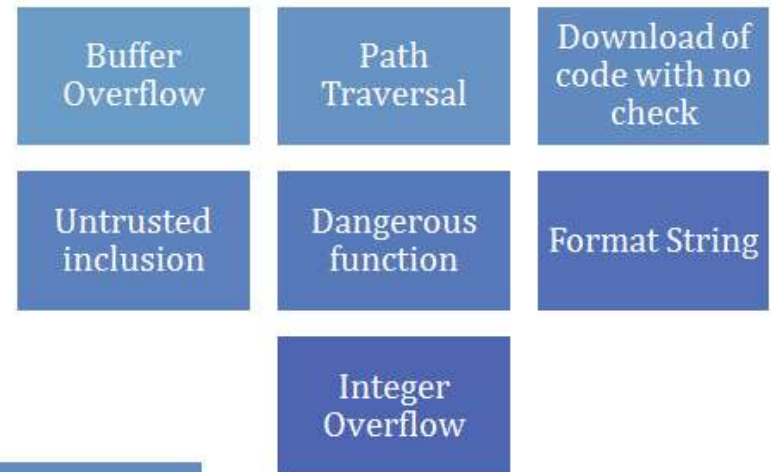 Buffer
Overflow
Path
Traversal
Download of
code with no
check
Untrusted
inclusion
Dangerous
function
Format String
Integer
Overflow